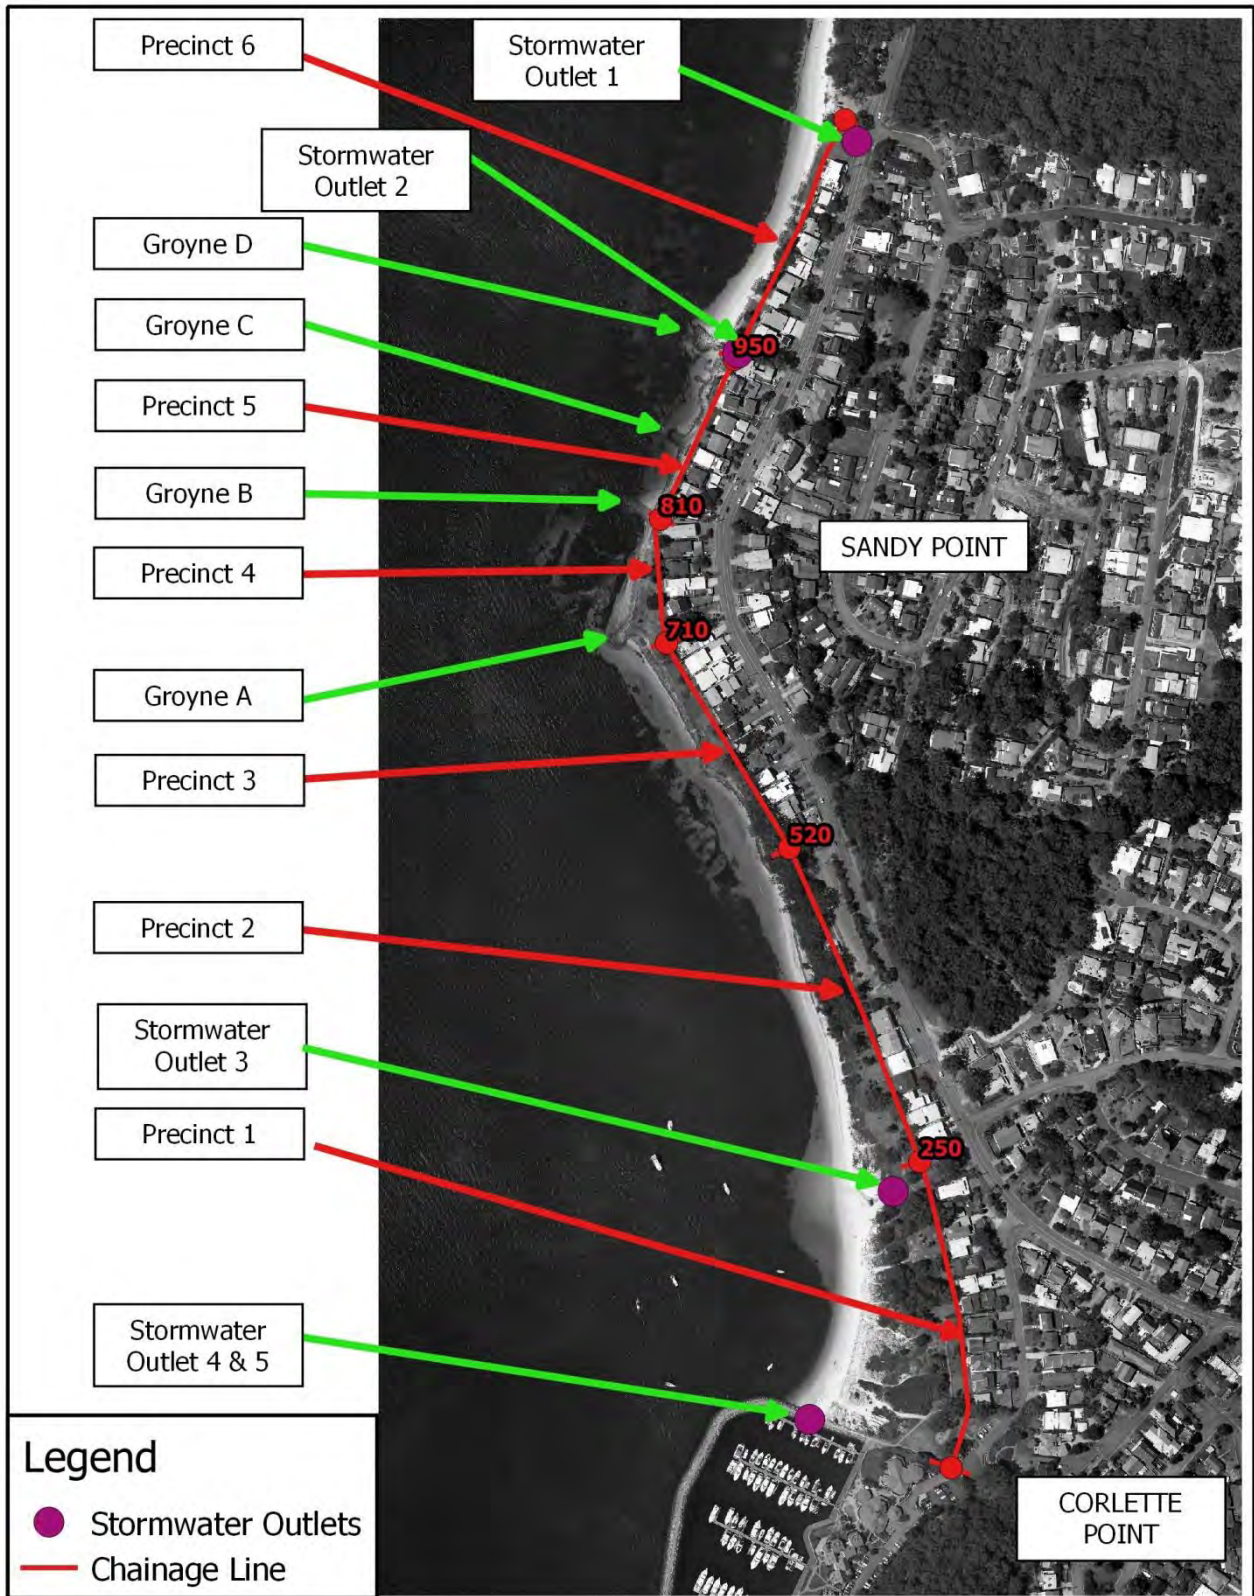 Precinct 6
Stormwater
Outlet 1
Stormwater
Outlet 2
Groyne D
Groyne C
950
Precinct 5
Groyne B
810
SANDY POINT
Precinct 4
710
Groyne A
Precinct 3
520
Precinct 2
Stormwater
Outlet 3
Precinct 1
250
Stormwater
Outlet 4 & 5
Legend
Stormwater Outlets
Chainage Line
CORLETTE
POINT